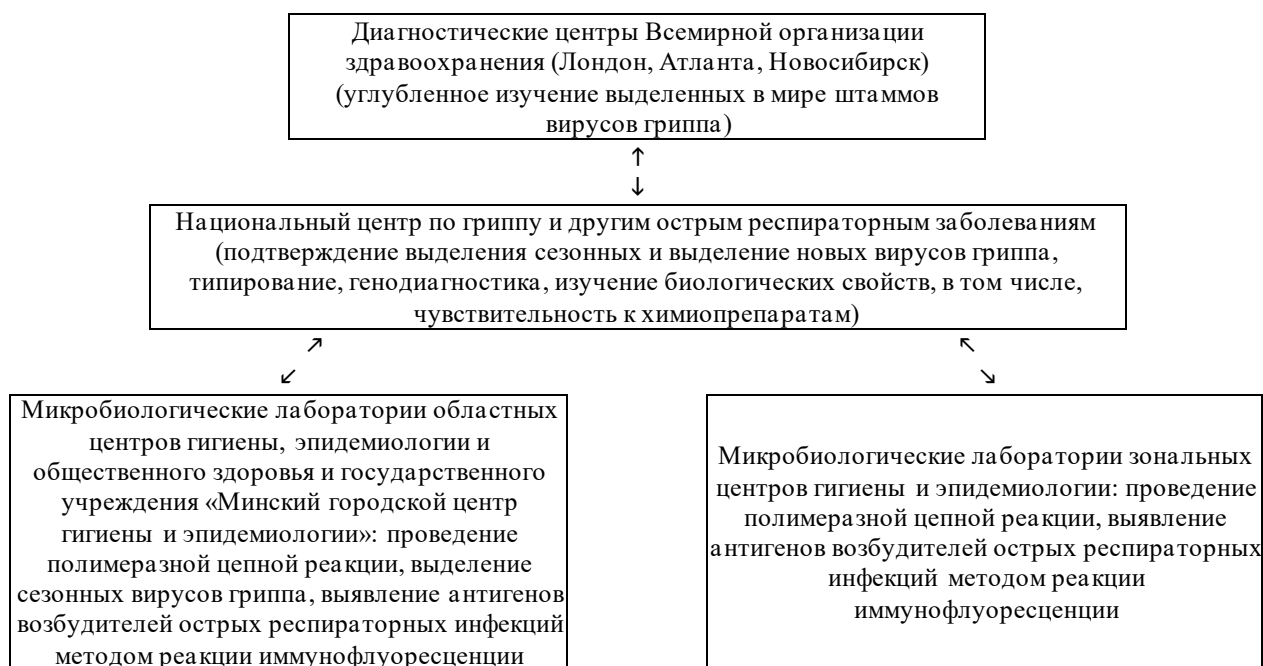 Диагностические центры Всемирной организации
здравоохранения (Лондон, Атланта, Новосибирск)
(углубленное изучение выделенных в мире штаммов
вирусов гриппа)
↑
↓
Национальный центр по гриппу и другим острым респираторным заболеваниям
(подтверждение выделения сезонных и выделение новых вирусов гриппа,
типирование, генодиагностика, изучение биологических свойств, в том числе,
чувствительность к химиопрепаратам)
↗
↙
↖
↘
Микробиологические лаборатории областных
центров гигиены, эпидемиологии и
общественного здоровья и государственного
учреждения «Минский городской центр
гигиены и эпидемиологии»: проведение
полимеразной цепной реакции, выделение
сезонных вирусов гриппа, выявление антигенов
возбудителей острых респираторных инфекций
методом реакции иммунофлуоресценции
Микробиологические лаборатории зональных
центров гигиены и эпидемиологии: проведение
полимеразной цепной реакции, выявление
антигенов возбудителей острых респираторных
инфекций методом реакции
иммунофлуоресценции